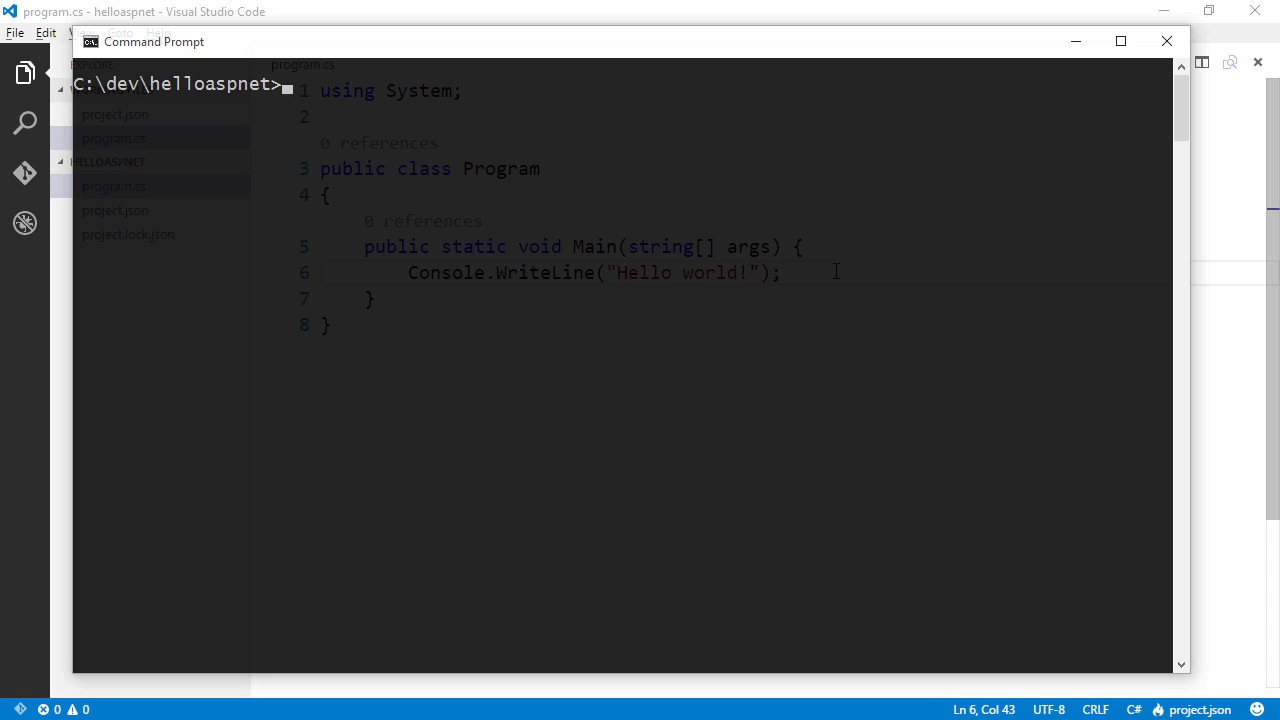 program.cs - helloaspnet - Visual Studio Code
File Edit View Goto Help
Command Prompt
program.cs
C:\dev\helloaspnet>
project.json
program.cs
HELLOASPNET
program.cs
project.json
project.lock.json
1 using System;
2
0 references
3 public class Program
4 {
0 references
5 public static void Main(string[] args) {
6 Console.WriteLine("Hello world!");
7 }
8 }
0 0
Ln 6, Col 43 UTF-8 CRLF C# project.json